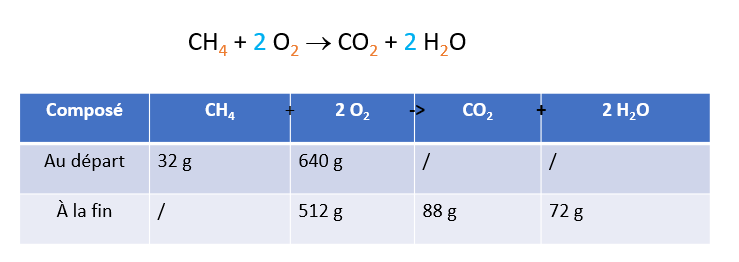 CH4 + 2 O2 → CO2 + 2 H2O
Composé CH4 + 2 O2 -> CO2 + 2 H2O
Au départ 32 g 640 g / /
À la fin / 512 g 88 g 72 g